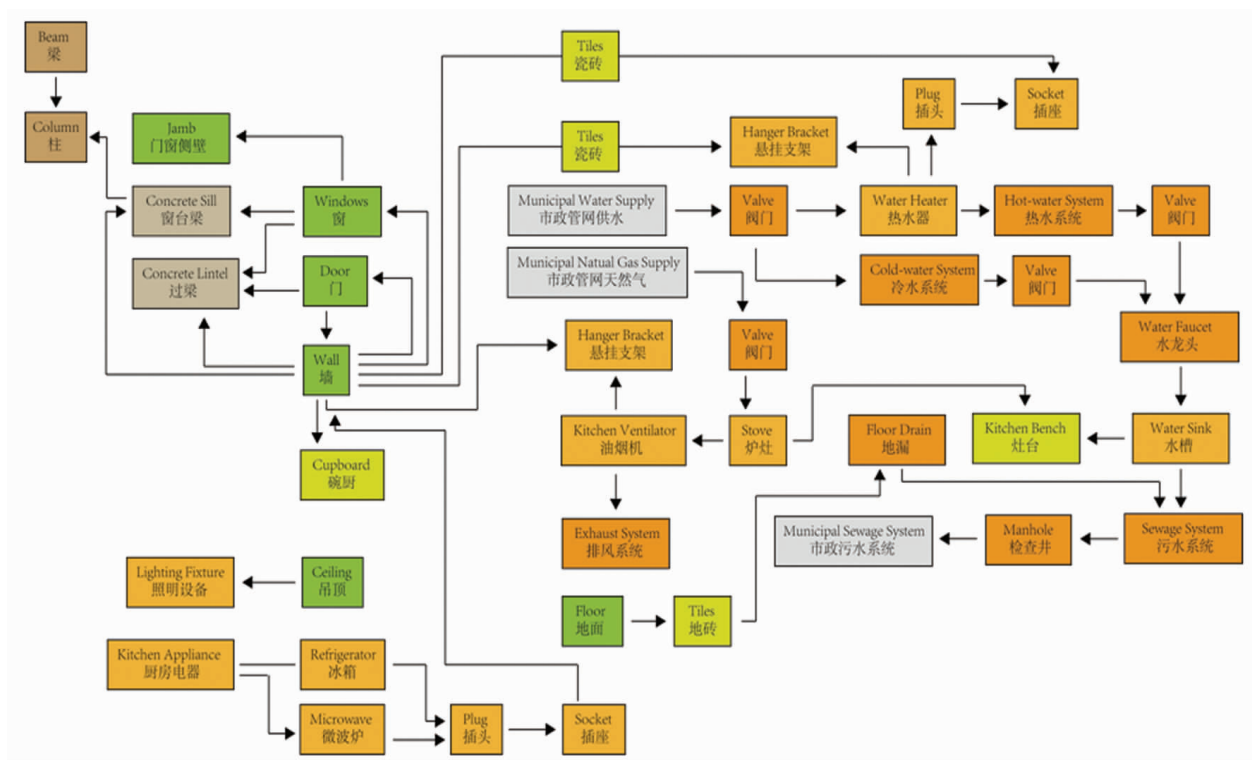 Beam
梁
Tiles
瓷砖
Plug
插头
Socket
插座
Column
柱
Jamb
门窗侧壁
Tiles
瓷砖
Hanger Bracket
悬挂支架
Concrete Sill
窗台梁
Windows
窗
Municipal Water Supply
市政管网供水
Valve
阀门
Water Heater
热水器
Hot-water System
热水系统
Valve
阀门
Concrete Lintel
过梁
Door
门
Municipal Natual Gas Supply
市政管网天然气
Cold-water System
冷水系统
Valve
阀门
Wall
墙
Hanger Bracket
悬挂支架
Valve
阀门
Water Faucet
水龙头
Kitchen Ventilator
油烟机
Stove
炉灶
Floor Drain
地漏
Kitchen Bench
灶台
Water Sink
水槽
Cupboard
碗厨
Exhaust System
排风系统
Municipal Sewage System
市政污水系统
Manhole
检查井
Sewage System
污水系统
Lighting Fixture
照明设备
Ceiling
吊顶
Floor
地面
Tiles
地砖
Kitchen Appliance
厨房电器
Refrigerator
冰箱
Microwave
微波炉
Plug
插头
Socket
插座